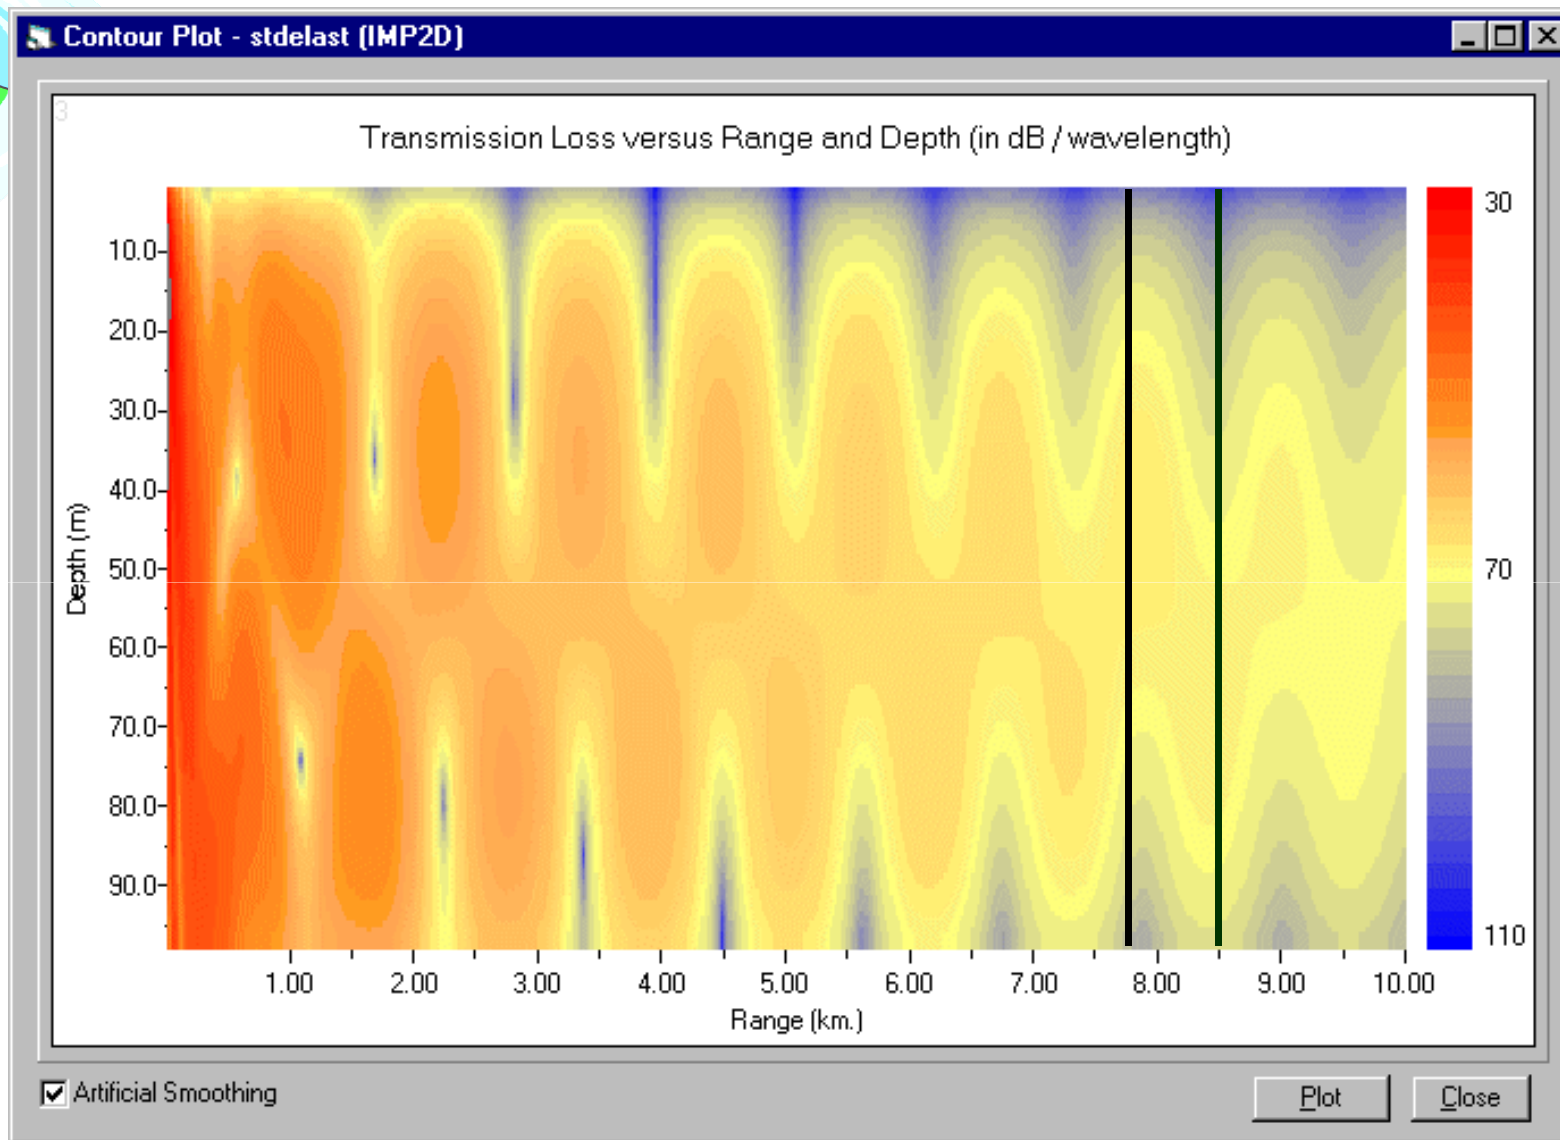 Contour Plot - stdelast (IMP2D)
3
Transmission Loss versus Range and Depth (in dB / wavelength)
30
10.0
20.0
30.0
40.0
50.0
60.0
70.0
80.0
90.0
Depth (m)
70
110
1.00 2.00 3.00 4.00 5.00 6.00 7.00 8.00 9.00 10.00
Range (km.)
Artificial Smoothing
Plot
Close